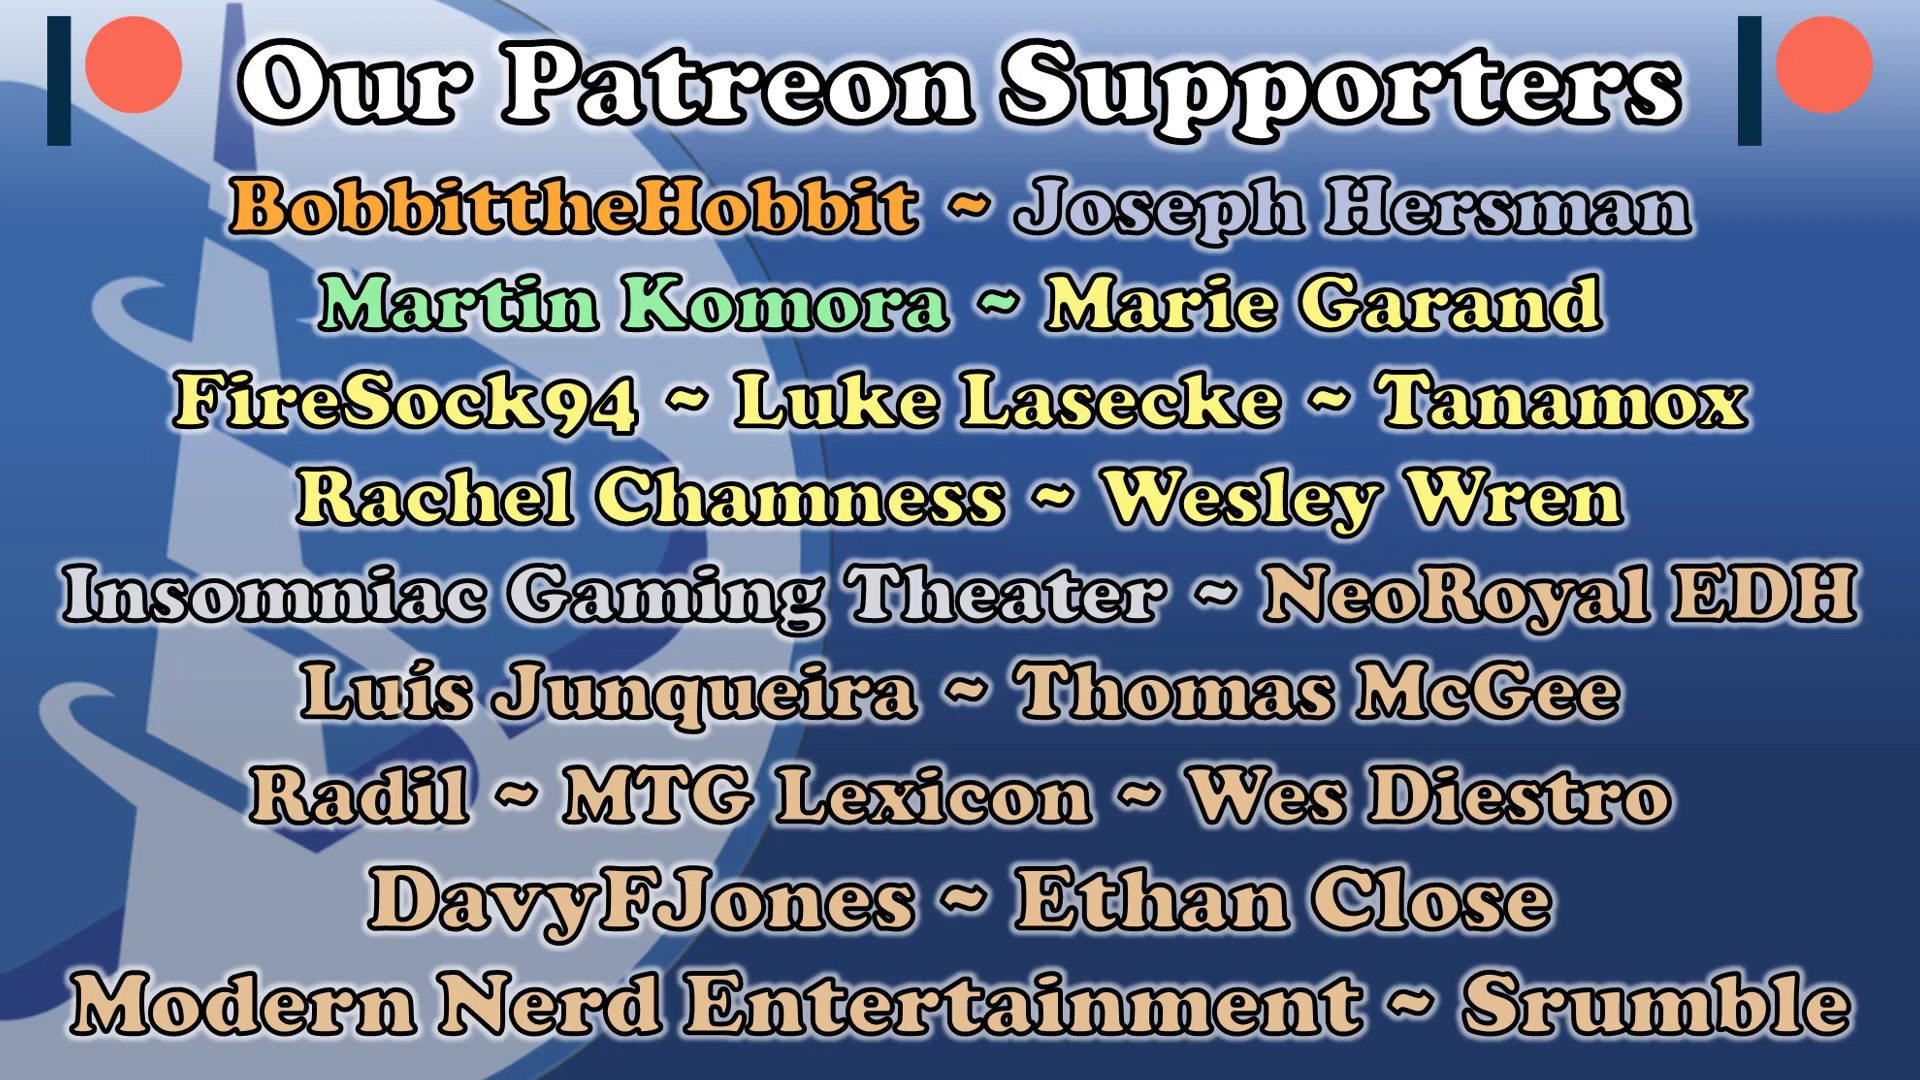 Our Patreon Supporters
BobbittheHobbit ~ Joseph Hersman
Martin Komora ~ Marie Garand
FireSock94 ~ Luke Lasecke ~ Tanamox
Rachel Chamness ~ Wesley Wren
Insomniac Gaming Theater ~ NeoRoyal EDH
Luís Junqueira ~ Thomas McGee
Radil ~ MTG Lexicon ~ Wes Diestro
DavyFJones ~ Ethan Close
Modern Nerd Entertainment ~ Srumble